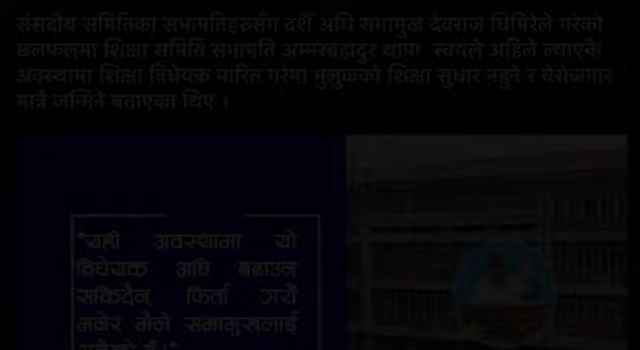 संसदीय समितिका सभापतिहरूसँग दशैं अघि सभामुख देवराज घिमिरेले गरेको
छलफलमा शिक्षा समिति सभापति अम्मरबहादुर थापा स्वयंले अहिले ल्याएकै
अवस्थामा शिक्षा विधेयक पारित गरेमा मुलुकको शिक्षा सुधार नहुने र बेरोजगार
मात्रै जन्मिने बताएका थिए ।
"यही अवस्थामा यो
विधेयक अघि बढाउन
सकिँदैन, फिर्ता गरौं
भनेर मैले सभामुखलाई